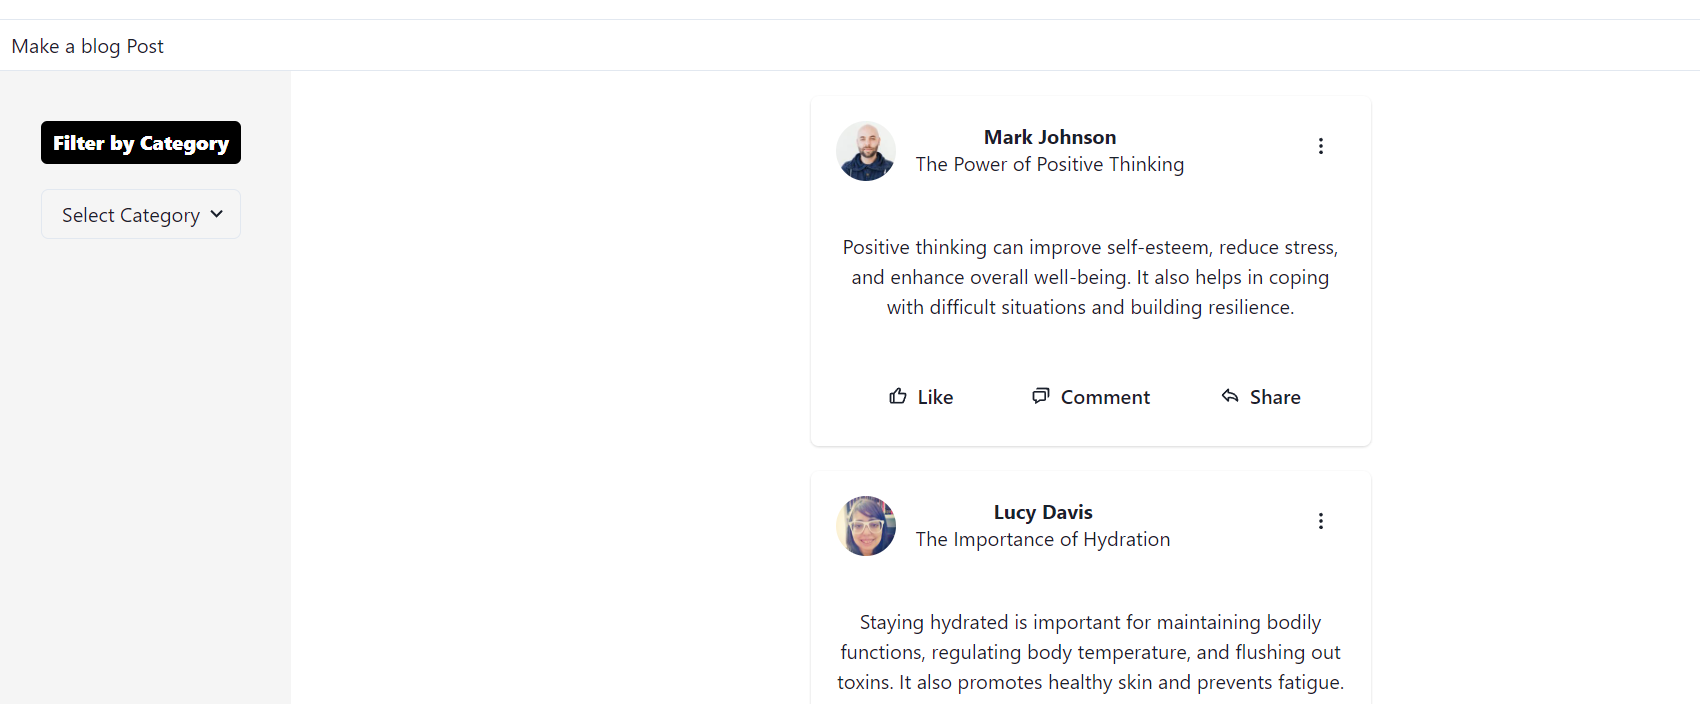 Make a blog Post
Filter by Category
Select Category
Mark Johnson
The Power of Positive Thinking
Positive thinking can improve self-esteem, reduce stress,
and enhance overall well-being. It also helps in coping
with difficult situations and building resilience.
Like
Comment
Share
Lucy Davis
The Importance of Hydration
Staying hydrated is important for maintaining bodily
functions, regulating body temperature, and flushing out
toxins. It also promotes healthy skin and prevents fatigue.